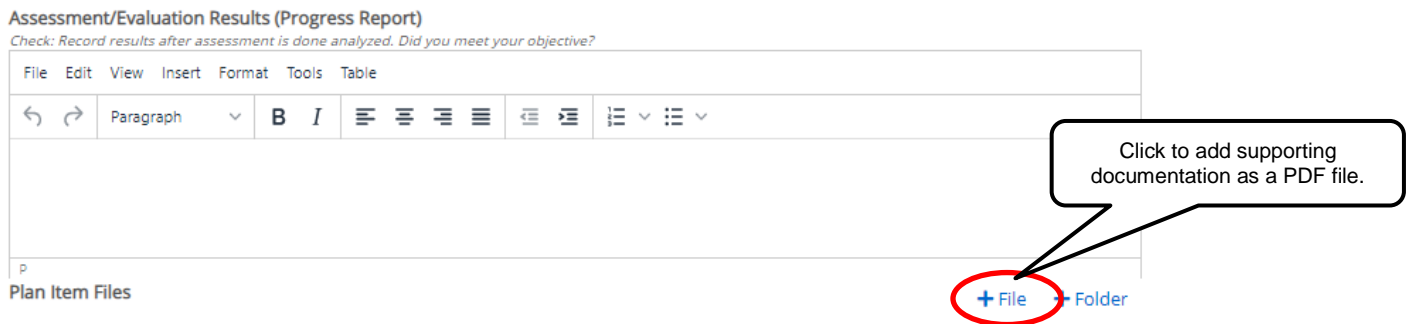 Assessment/Evaluation Results (Progress Report)
Check: Record results after assessment is done analyzed. Did you meet your objective?
File Edit View Insert Format Tools Table
Paragraph B I
Click to add supporting
documentation as a PDF file.
P
Plan Item Files
+ File + Folder